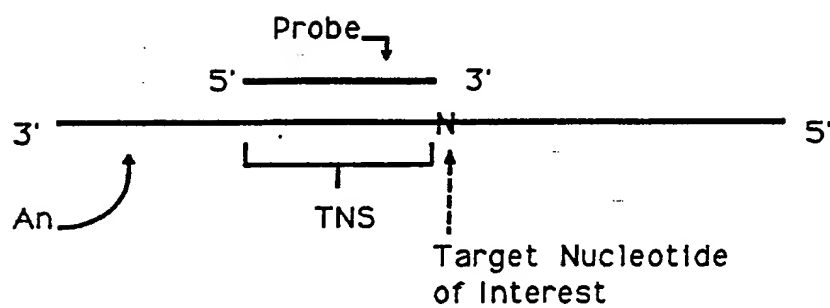 Probe
5' 3'
3' N 5'
An TNS
Target Nucleotide
of Interest